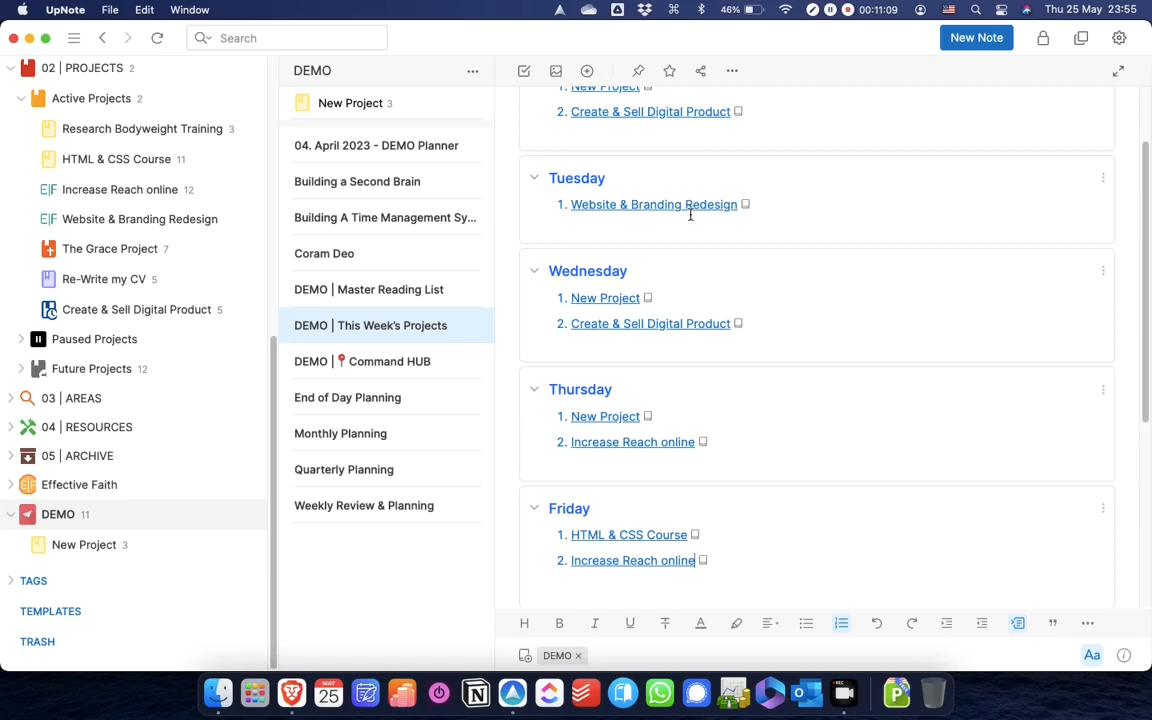 UpNote File Edit Window
46% 00:11:09 Thu 25 May 23:55
Search
New Note
02 | PROJECTS 2
Active Projects 2
Research Bodyweight Training 3
HTML & CSS Course 11
E|F Increase Reach online 12
E|F Website & Branding Redesign
The Grace Project 7
Re-Write my CV 5
Create & Sell Digital Product 5
Paused Projects
Future Projects 12
03 | AREAS
04 | RESOURCES
05 | ARCHIVE
Effective Faith
DEMO 11
New Project 3
TAGS
TEMPLATES
TRASH
DEMO
New Project 3
04. April 2023 - DEMO Planner
Building a Second Brain
Building A Time Management Sy...
Coram Deo
DEMO | Master Reading List
DEMO | This Week's Projects
DEMO |📍Command HUB
End of Day Planning
Monthly Planning
Quarterly Planning
Weekly Review & Planning
1. New Project
2. Create & Sell Digital Product
Tuesday
1. Website & Branding Redesign
Wednesday
1. New Project
2. Create & Sell Digital Product
Thursday
1. New Project
2. Increase Reach online
Friday
1. HTML & CSS Course
2. Increase Reach online
H B I U T A
DEMO ×
Aa
MAY
25
REC